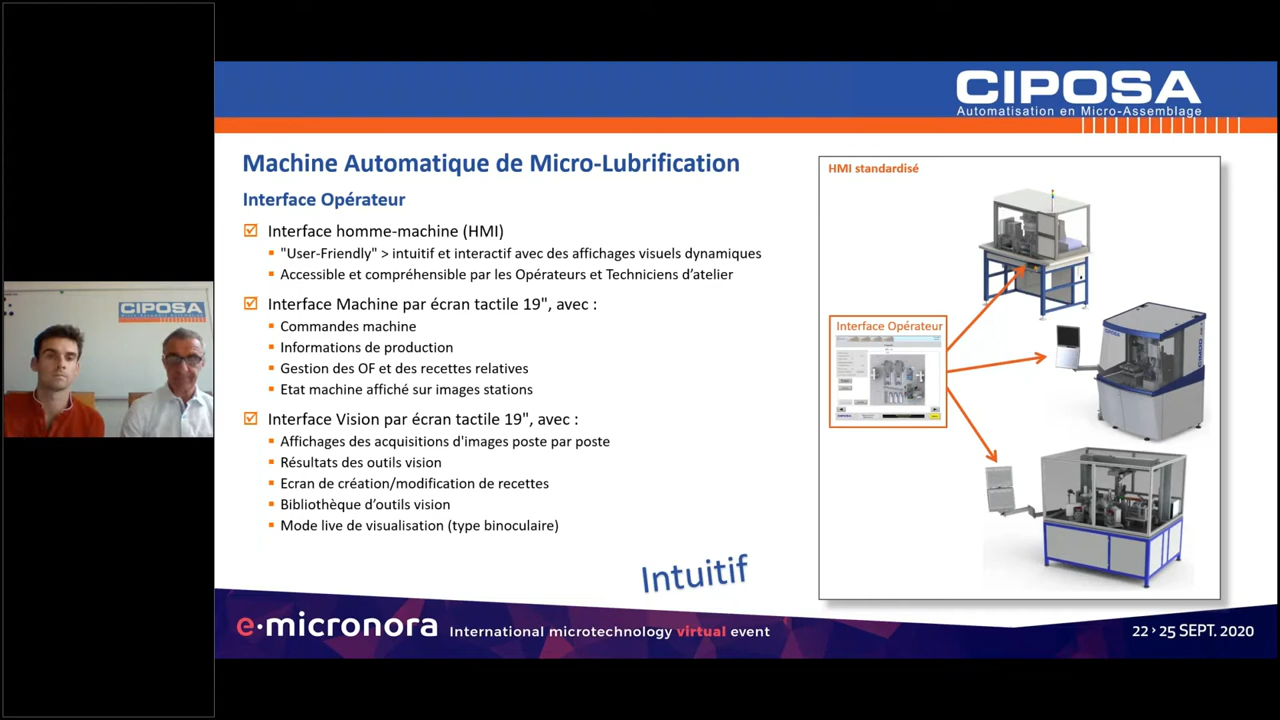 CIPOSA
Automatisation en Micro-Assemblage
Machine Automatique de Micro-Lubrification
Interface Opérateur
Interface homme-machine (HMI)
"User-Friendly" > intuitif et interactif avec des affichages visuels dynamiques
Accessible et compréhensible par les Opérateurs et Techniciens d’atelier
Interface Machine par écran tactile 19", avec :
Commandes machine
Informations de production
Gestion des OF et des recettes relatives
Etat machine affiché sur images stations
Interface Vision par écran tactile 19", avec :
Affichages des acquisitions d'images poste par poste
Résultats des outils vision
Ecran de création/modification de recettes
Bibliothèque d’outils vision
Mode live de visualisation (type binoculaire)
Intuitif
HMI standardisé
Interface Opérateur
CIPOSA
e·micronora International microtechnology virtual event
22 > 25 SEPT. 2020